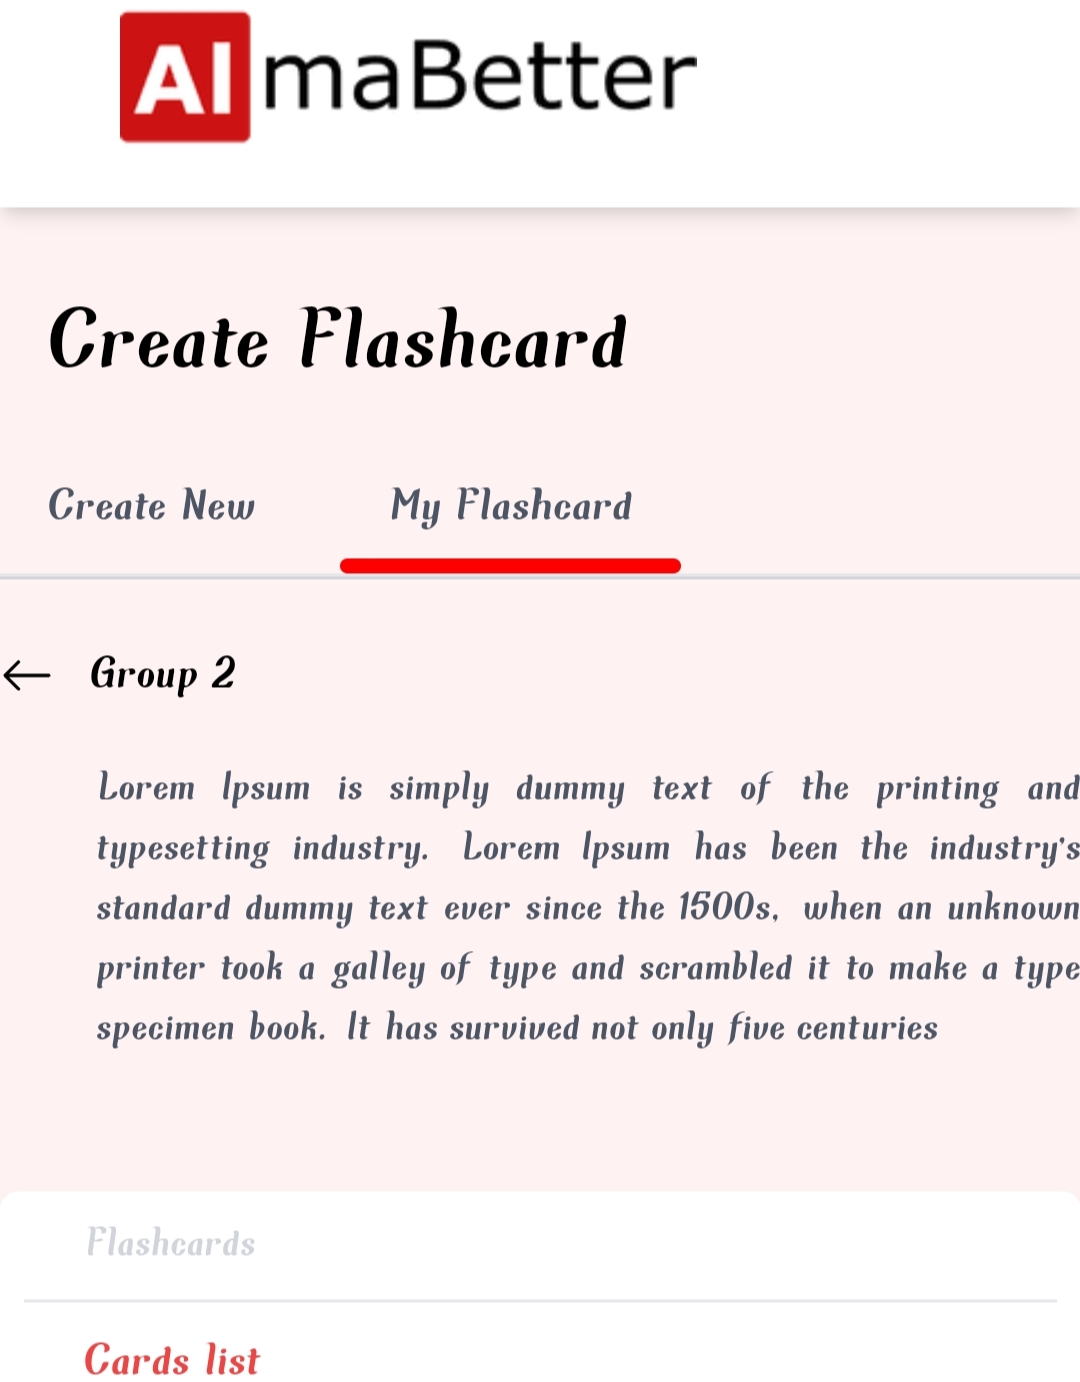 AlmaBetter
Create Flashcard
Create New
My Flashcard
Group 2
Lorem Ipsum is simply dummy text of the printing and
typesetting industry. Lorem Ipsum has been the industry's
standard dummy text ever since the 1500s, when an unknown
printer took a galley of type and scrambled it to make a type
specimen book. It has survived not only five centuries
Flashcards
Cards list